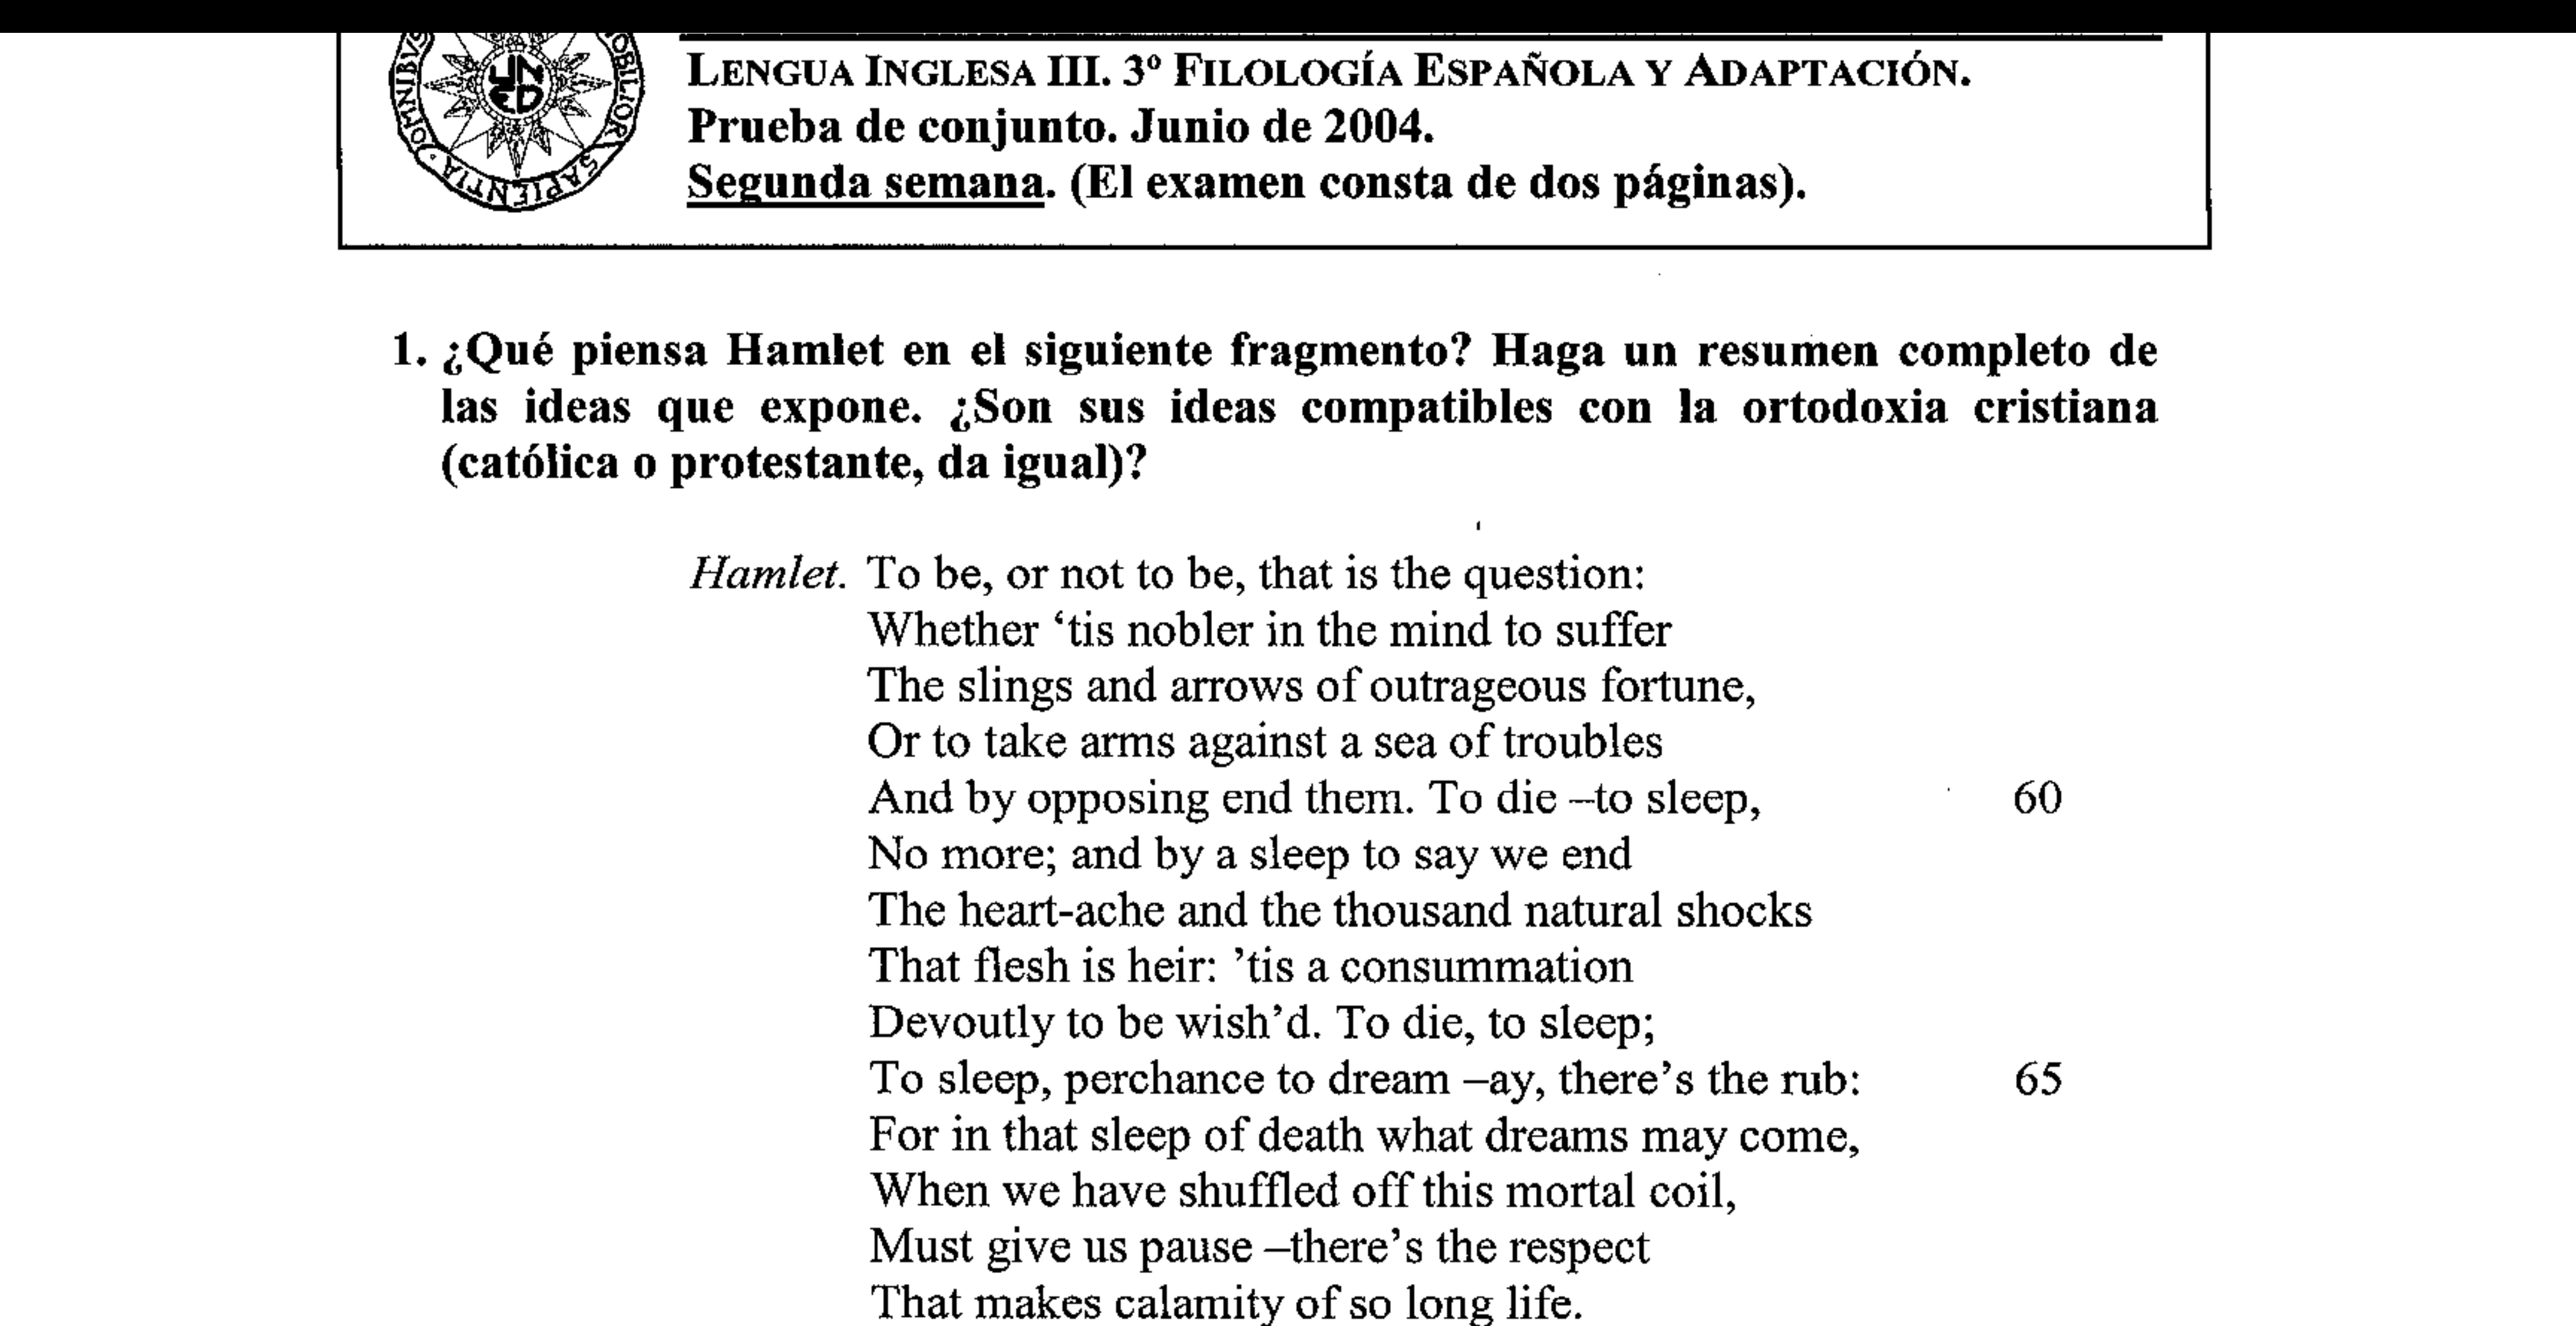 OMNIBVS
MOBILIOR
SAPIENTIA
UNED
LENGUA INGLESA III. 3º FILOLOGÍA ESPAÑOLA Y ADAPTACIÓN.
Prueba de conjunto. Junio de 2004.
Segunda semana. (El examen consta de dos páginas).
1. ¿Qué piensa Hamlet en el siguiente fragmento? Haga un resumen completo de
las ideas que expone. ¿Son sus ideas compatibles con la ortodoxia cristiana
(católica o protestante, da igual)?
Hamlet. To be, or not to be, that is the question:
Whether ‘tis nobler in the mind to suffer
The slings and arrows of outrageous fortune,
Or to take arms against a sea of troubles
And by opposing end them. To die –to sleep, 60
No more; and by a sleep to say we end
The heart-ache and the thousand natural shocks
That flesh is heir: ’tis a consummation
Devoutly to be wish’d. To die, to sleep;
To sleep, perchance to dream –ay, there’s the rub: 65
For in that sleep of death what dreams may come,
When we have shuffled off this mortal coil,
Must give us pause –there’s the respect
That makes calamity of so long life.